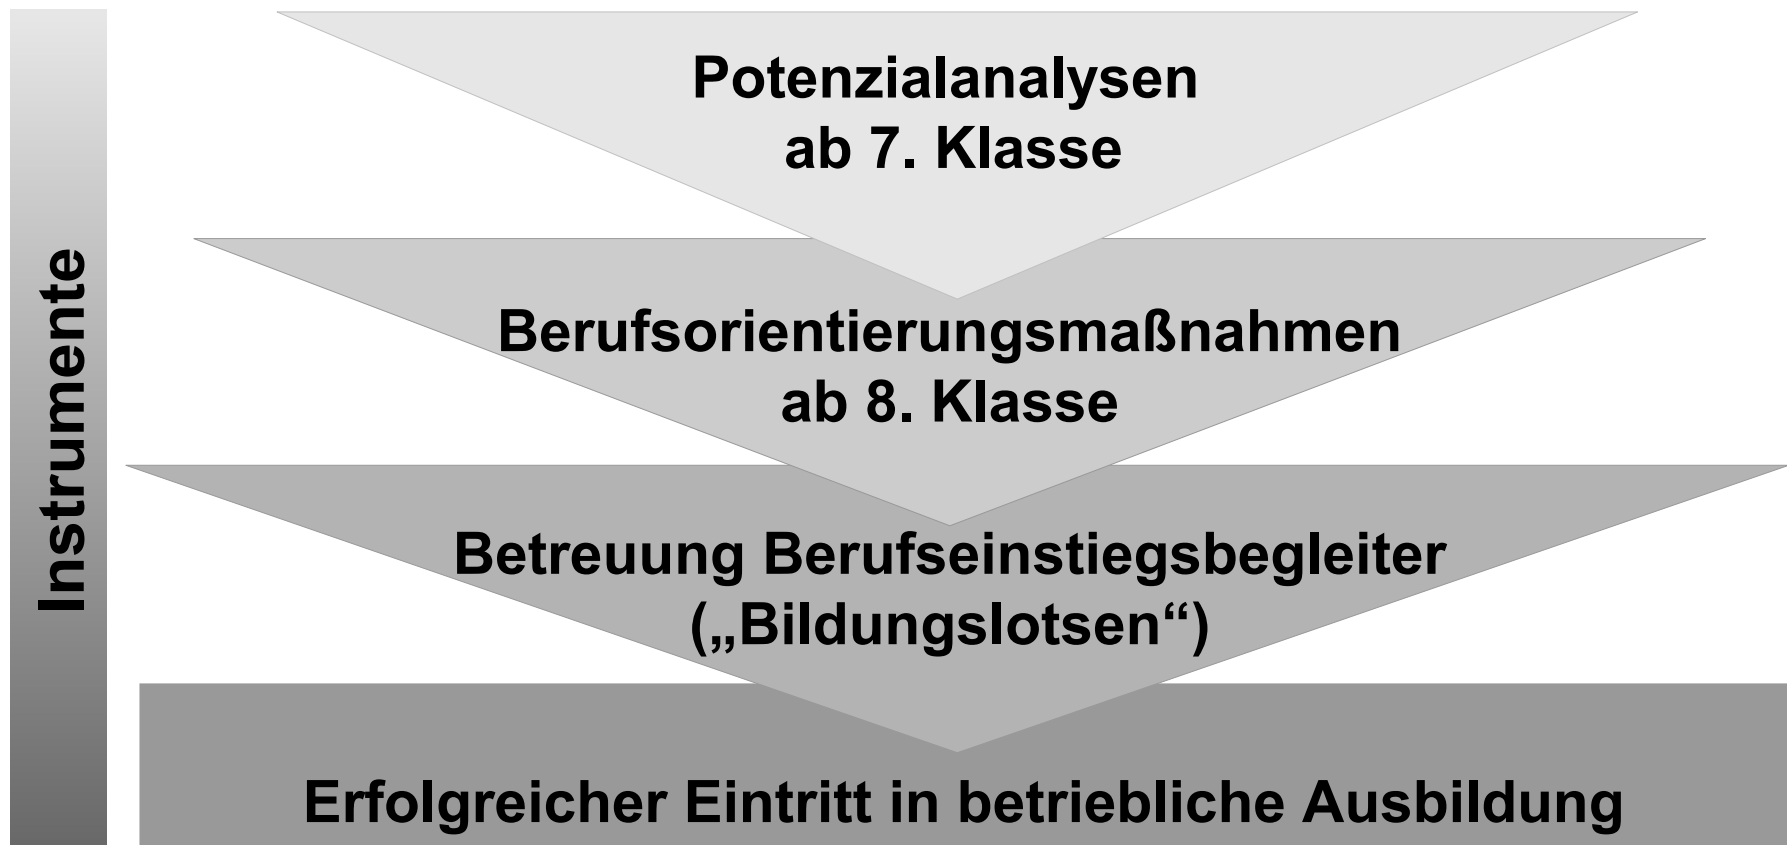 Instrumente
Potenzialanalysen
ab 7. Klasse
Berufsorientierungsmaßnahmen
ab 8. Klasse
Betreuung Berufseinstiegsbegleiter
(„Bildungslotsen“)
Erfolgreicher Eintritt in betriebliche Ausbildung